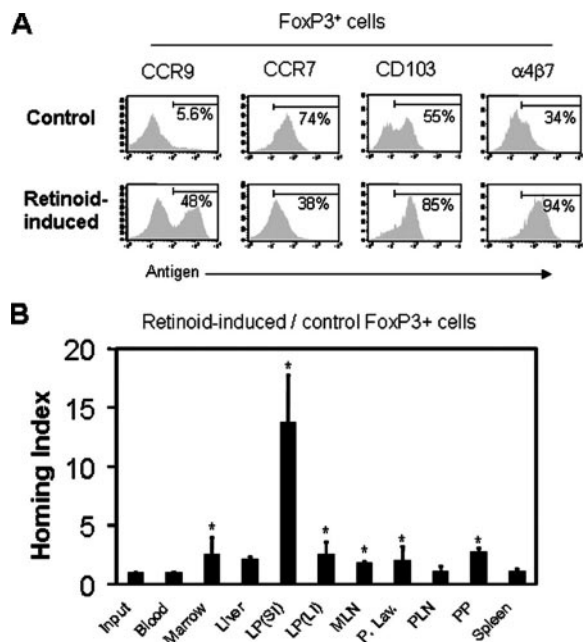 A
FoxP3⁺ cells
CCR9 CCR7 CD103 α4β7
Control
5.6% 74% 55% 34%
Retinoid-induced
48% 38% 85% 94%
Antigen
B
Retinoid-induced / control FoxP3+ cells
Homing Index
20
15
10
5
0
* * * * * *
Input Blood Marrow Liver LP(SI) LP(LI) MLN P. Lav. PLN PP Spleen